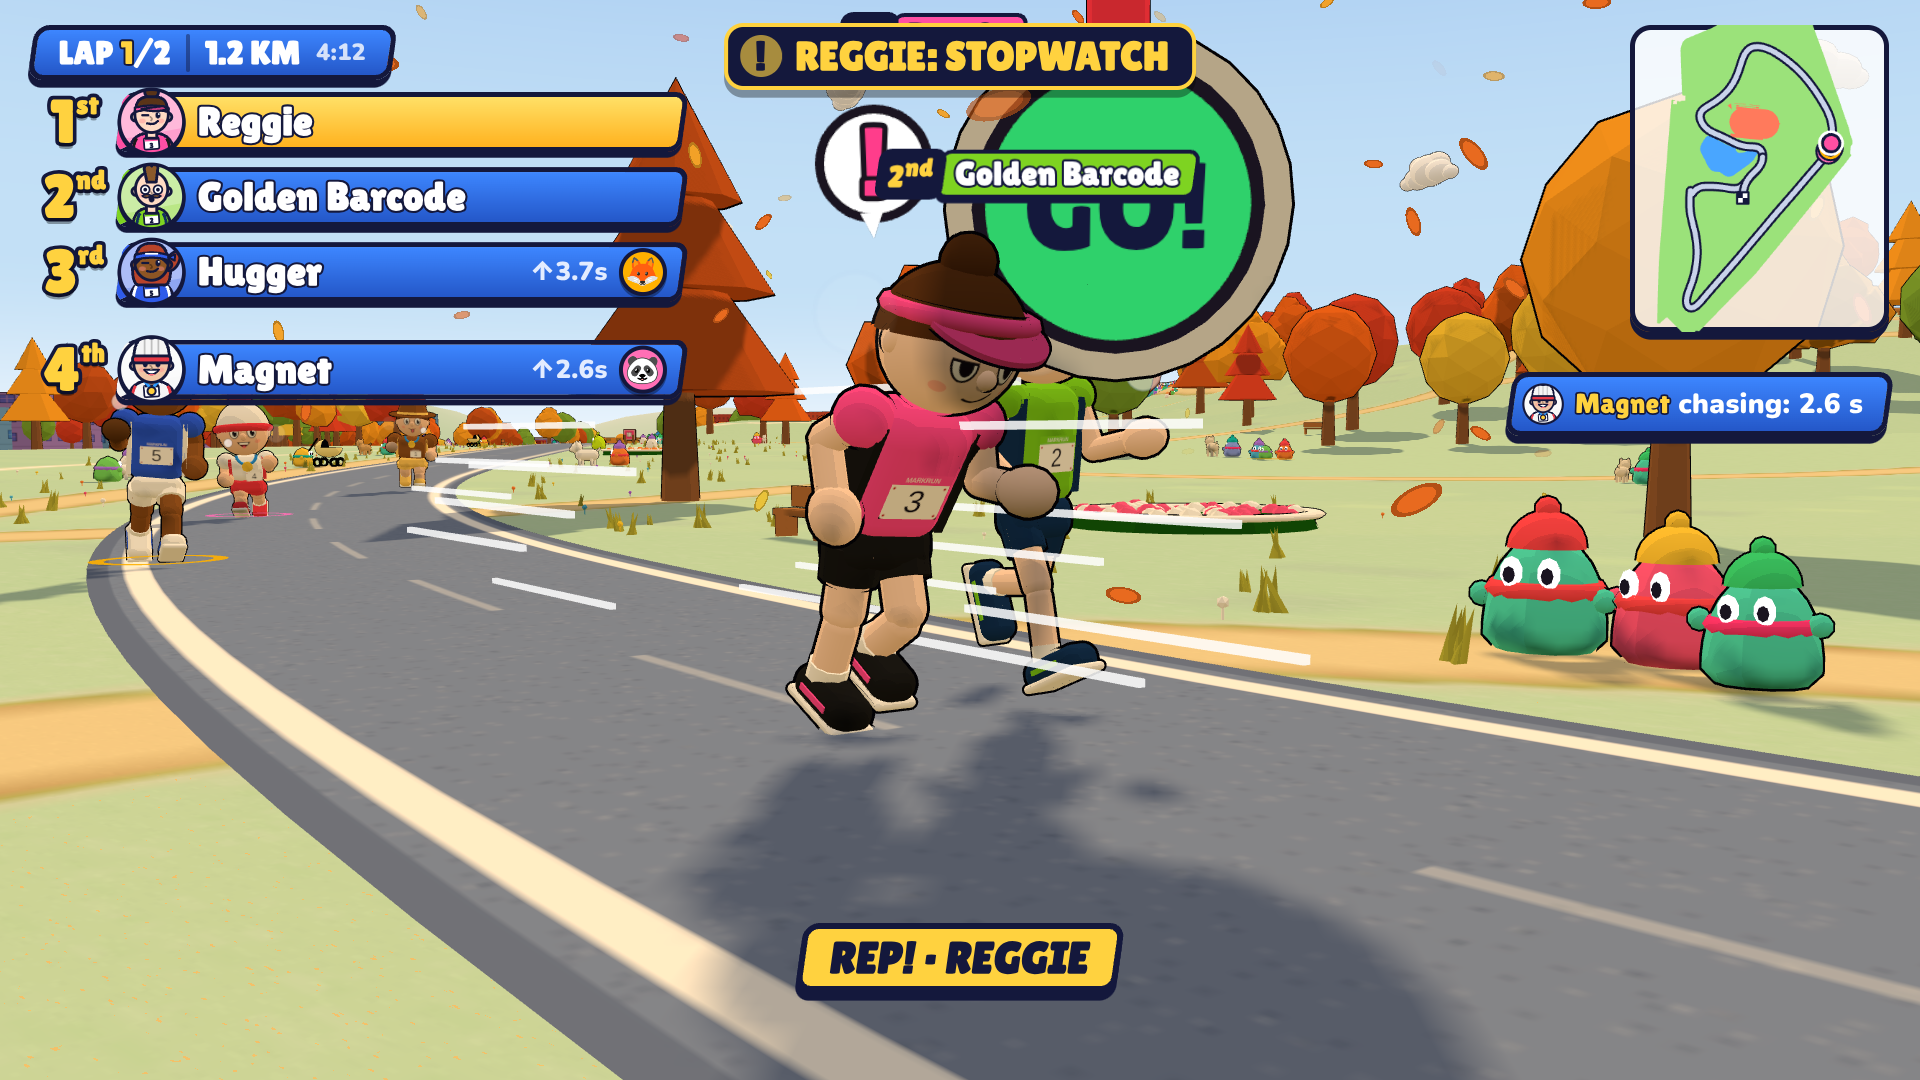 LAP 1/2 1.2 KM 4:12
REGGIE: STOPWATCH
1st Reggie
2nd Golden Barcode
3rd Hugger ↑3.7s
4th Magnet ↑2.6s
2nd Golden Barcode
GO!
Magnet chasing: 2.6 s
5
MARKRUN
3
2
REP! · REGGIE